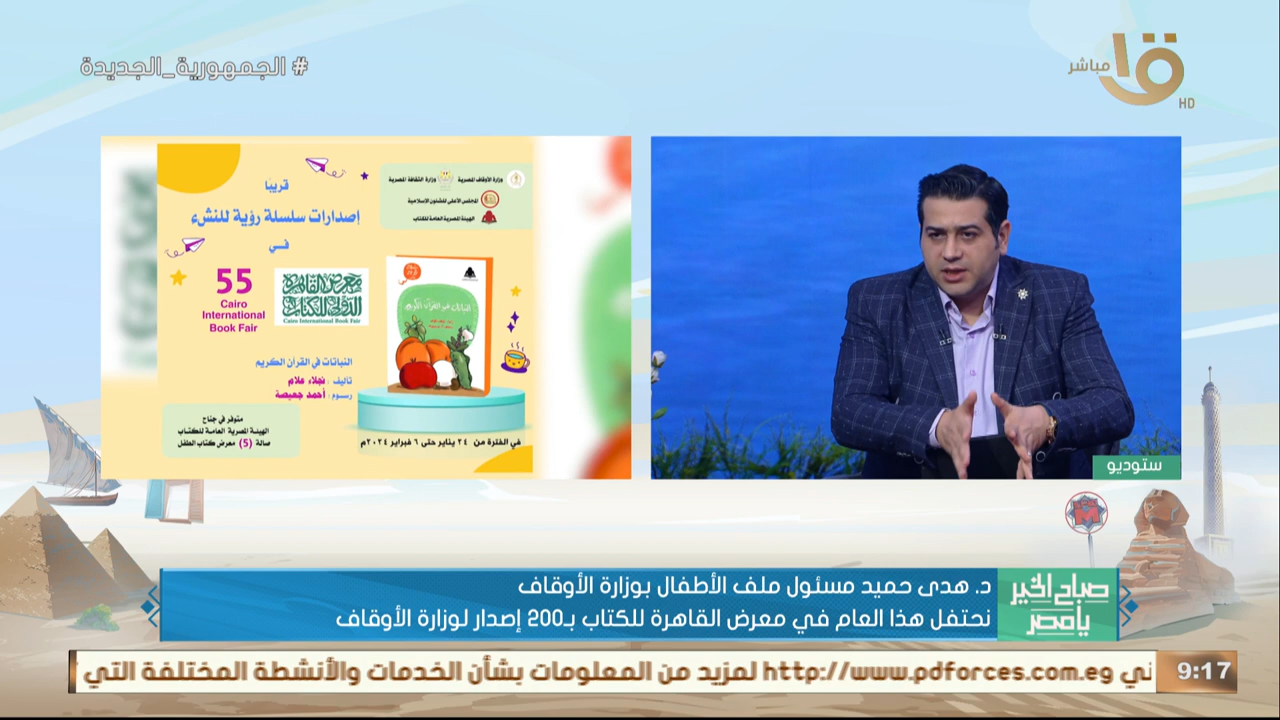 # الجمهورية_الجديدة
مباشر
HD
قريبًا
إصدارات سلسلة رؤية للنشء
في
وزارة الأوقاف المصرية
وزارة الثقافة المصرية
المجلس الأعلى للشئون الإسلامية
الهيئة المصرية العامة للكتاب
55
Cairo
International
Book Fair
معرض القاهرة
الدولى للكتاب
Cairo International Book Fair
النباتات في القرآن الكريم
النباتات في القرآن الكريم
تأليف : نجلاء علام
رسوم : أحمد جعيصة
متوفر في جناح
الهيئة المصرية العامة للكتاب
صالة (5) معرض كتاب الطفل
في الفترة من ٢٤ يناير حتى ٦ فبراير ٢٠٢٤م
ستوديو
M
صباح الخير
يا مصر
د. هدى حميد مسئول ملف الأطفال بوزارة الأوقاف
نحتفل هذا العام في معرض القاهرة للكتاب بـ200 إصدار لوزارة الأوقاف
ني http://www.pdforces.com.eg لمزيد من المعلومات بشأن الخدمات والأنشطة المختلفة التي
9:17